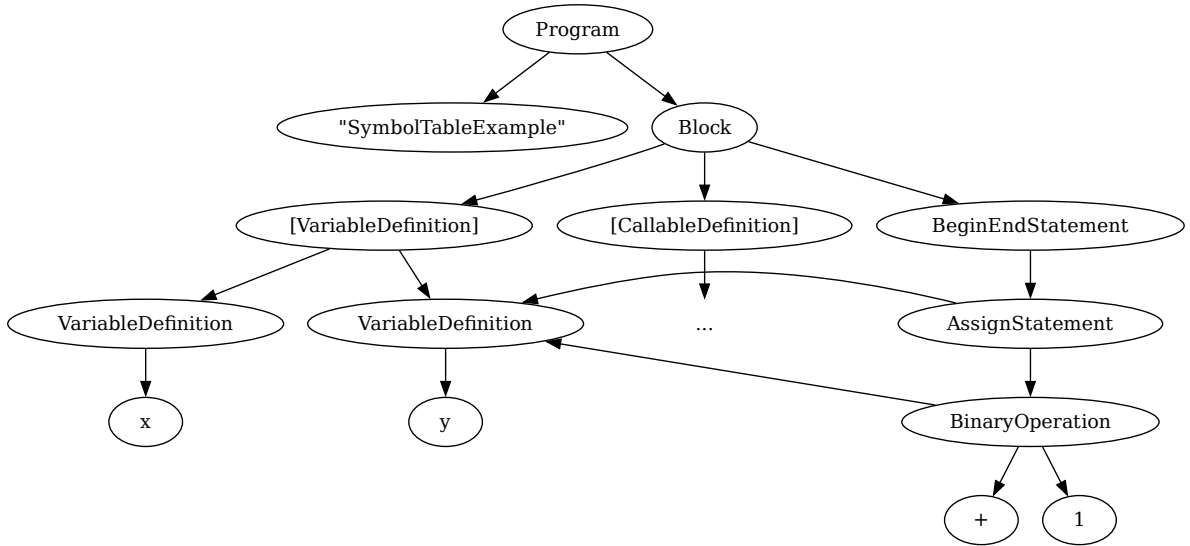 Program
"SymbolTableExample"
Block
[VariableDefinition]
[CallableDefinition]
BeginEndStatement
VariableDefinition
VariableDefinition
...
AssignStatement
x
y
BinaryOperation
+
1